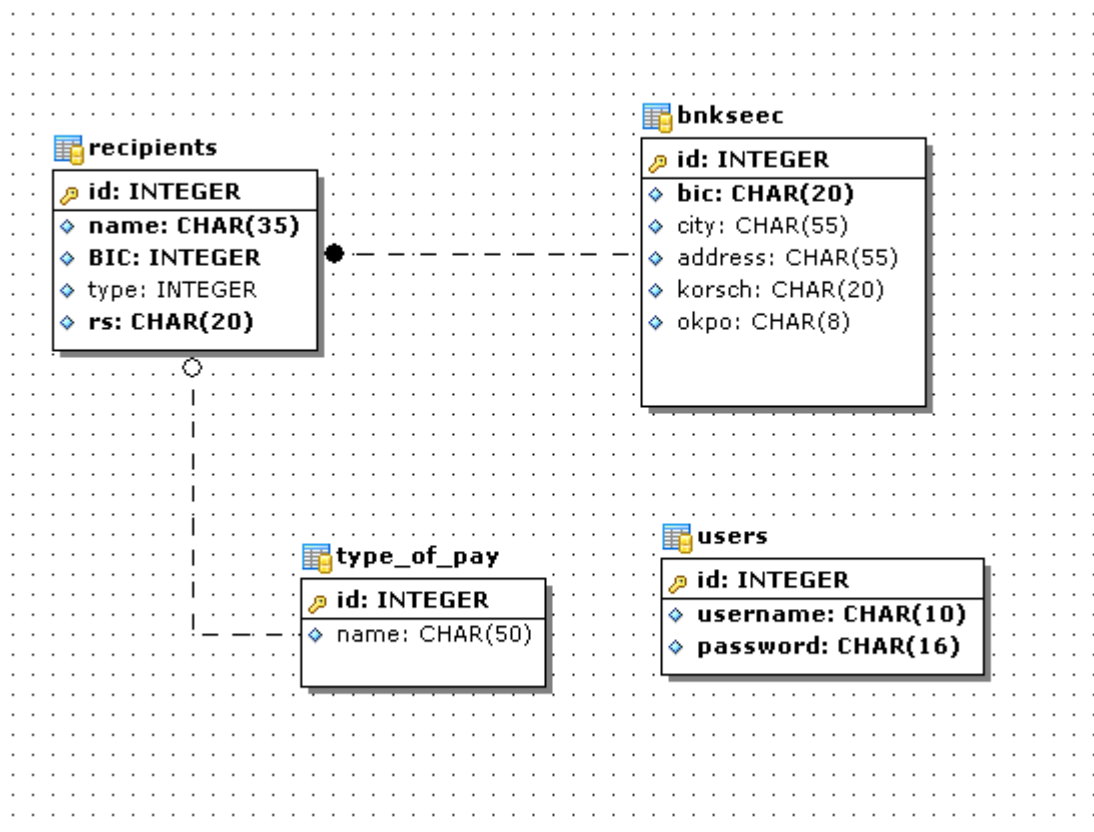 recipients
id: INTEGER
name: CHAR(35)
BIC: INTEGER
type: INTEGER
rs: CHAR(20)
bnkseec
id: INTEGER
bic: CHAR(20)
city: CHAR(55)
address: CHAR(55)
korsch: CHAR(20)
okpo: CHAR(8)
type_of_pay
id: INTEGER
name: CHAR(50)
users
id: INTEGER
username: CHAR(10)
password: CHAR(16)